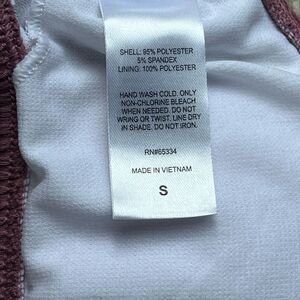 SHELL: 95% POLYESTER
5% SPANDEX
LINING: 100% POLYESTER
HAND WASH COLD. ONLY
NON-CHLORINE BLEACH
WHEN NEEDED. DO NOT
WRING OR TWIST. LINE DRY
IN SHADE. DO NOT IRON.
RN#65334
MADE IN VIETNAM
S